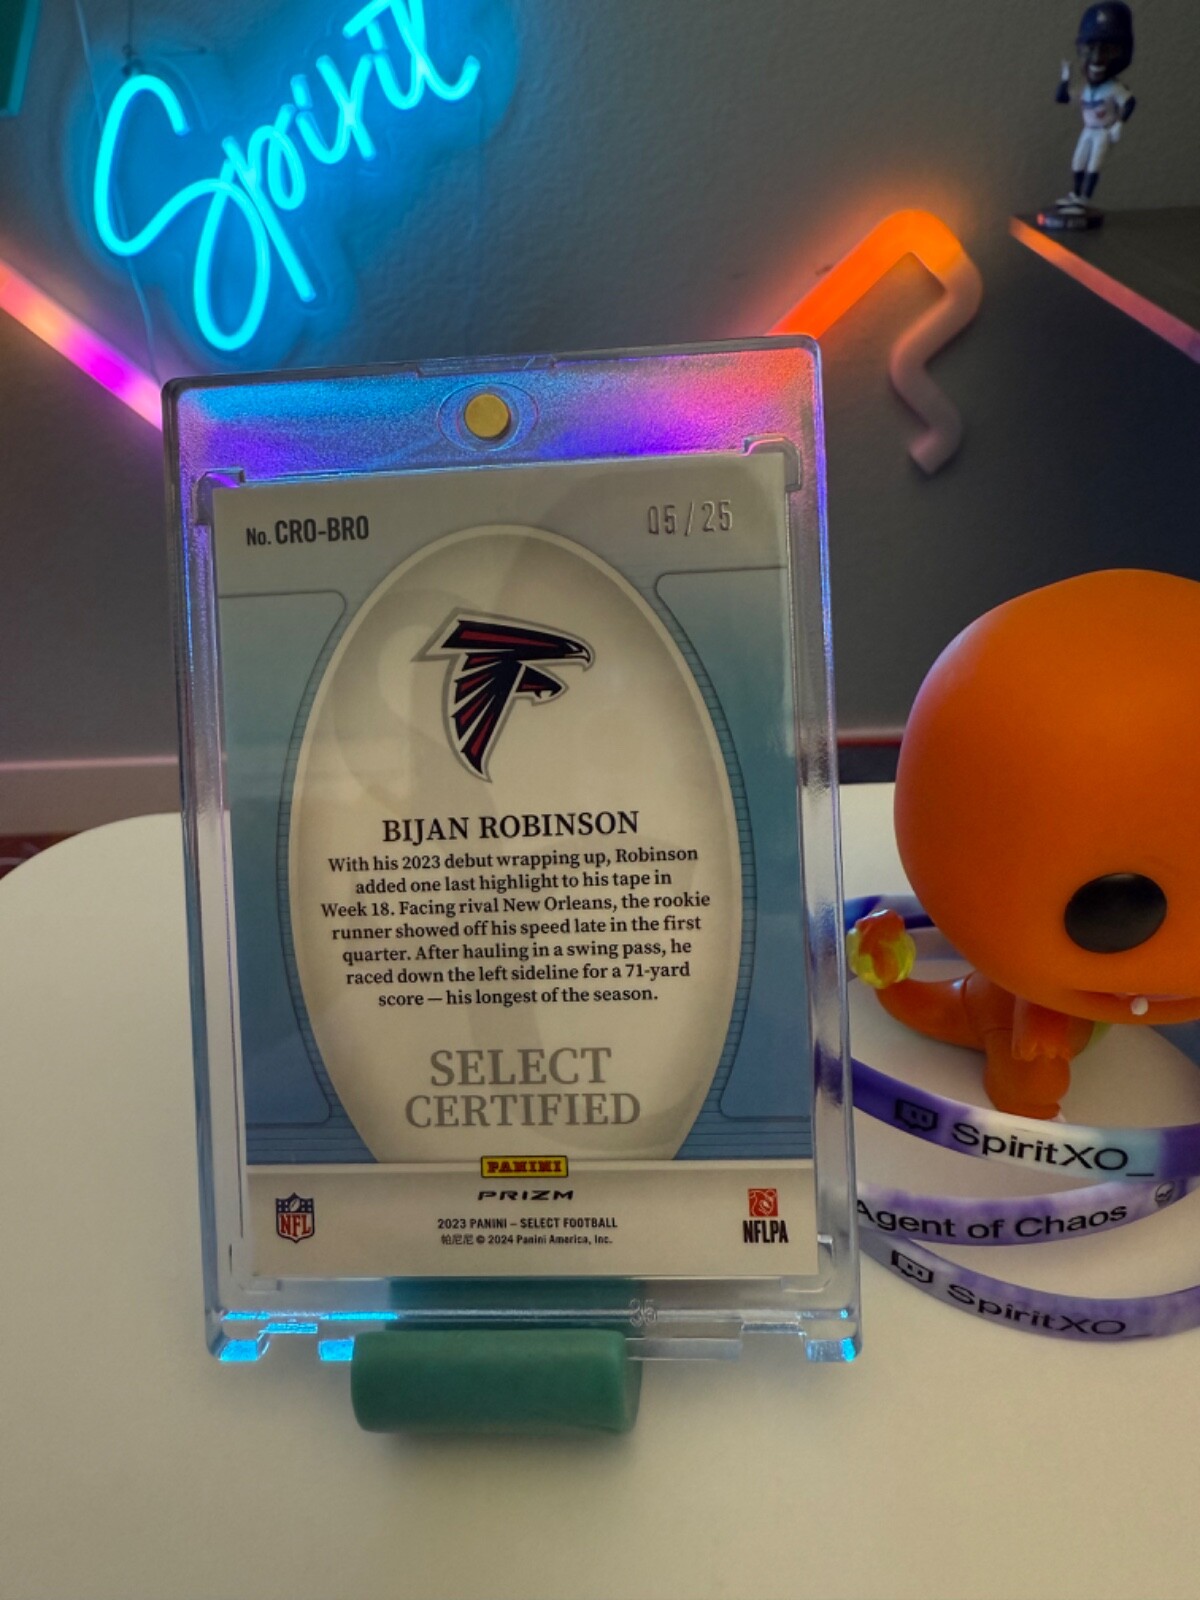 Spirit
No. CRO-BRO
05/25
BIJAN ROBINSON
With his 2023 debut wrapping up, Robinson
added one last highlight to his tape in
Week 18. Facing rival New Orleans, the rookie
runner showed off his speed late in the first
quarter. After hauling in a swing pass, he
raced down the left sideline for a 71-yard
score — his longest of the season.
SELECT
CERTIFIED
PANINI
PRIZM
NFL
2023 PANINI – SELECT FOOTBALL
帕尼尼 © 2024 Panini America, Inc.
NFLPA
35
SpiritXO_
Agent of Chaos
SpiritXO_